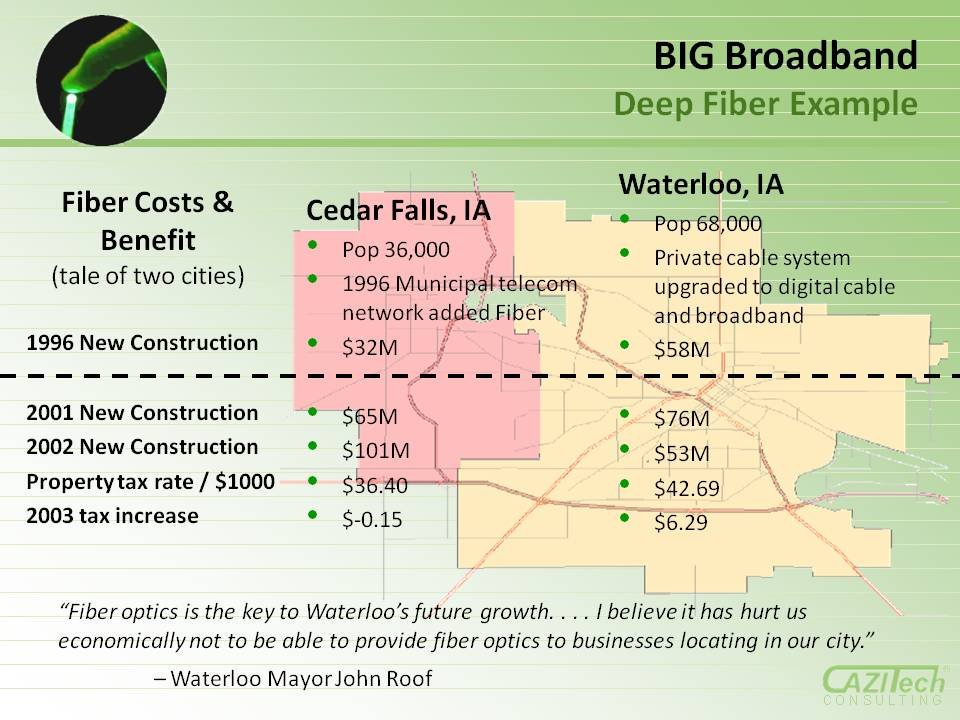 BIG Broadband
Deep Fiber Example
Fiber Costs &
Benefit
(tale of two cities)
Cedar Falls, IA
• Pop 36,000
• 1996 Municipal telecom
network added Fiber
Waterloo, IA
• Pop 68,000
• Private cable system
upgraded to digital cable
and broadband
1996 New Construction • $32M • $58M
2001 New Construction • $65M • $76M
2002 New Construction • $101M • $53M
Property tax rate / $1000 • $36.40 • $42.69
2003 tax increase • $-0.15 • $6.29
“Fiber optics is the key to Waterloo’s future growth. . . . I believe it has hurt us
economically not to be able to provide fiber optics to businesses locating in our city.”
– Waterloo Mayor John Roof
CAZITech®
CONSULTING